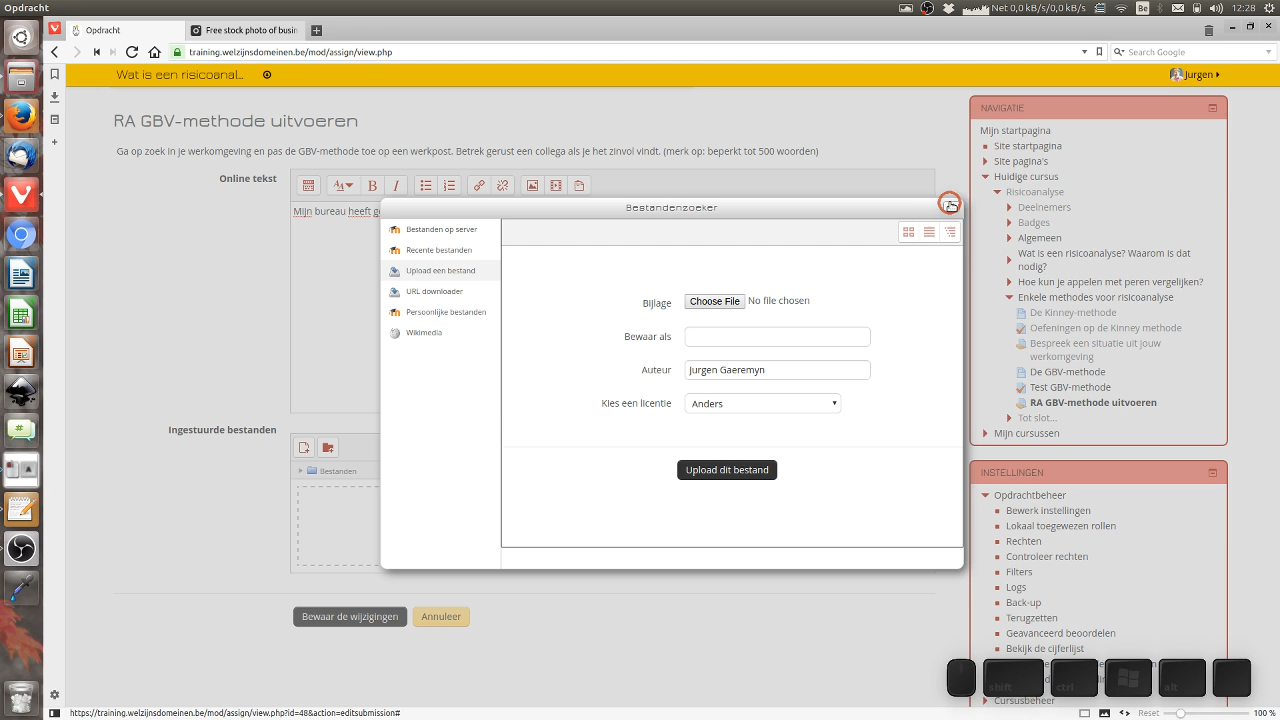 Opdracht
Net 0,0 kB/s/0,0 kB/s
Be
12:28
Opdracht
Free stock photo of busin
training.welzijnsdomeinen.be/mod/assign/view.php
Search Google
Wat is een risicoanal...
Jurgen
RA GBV-methode uitvoeren
Ga op zoek in je werkomgeving en pas de GBV-methode toe op een werkpost. Betrek gerust een collega als je het zinvol vindt. (merk op: beperkt tot 500 woorden)
Online tekst
Mijn bureau heeft
Bestandenzoeker
Bestanden op server
Recente bestanden
Upload een bestand
URL downloader
Persoonlijke bestanden
Wikimedia
Bijlage
Choose File No file chosen
Bewaar als
Auteur
Jurgen Gaeremyn
Kies een licentie
Anders
Upload dit bestand
Ingestuurde bestanden
Bestanden
Bewaar de wijzigingen
Annuleer
NAVIGATIE
Mijn startpagina
Site startpagina
Site pagina's
Huidige cursus
Risicoanalyse
Deelnemers
Badges
Algemeen
Wat is een risicoanalyse? Waarom is dat
nodig?
Hoe kun je appelen met peren vergelijken?
Enkele methodes voor risicoanalyse
De Kinney-methode
Oefeningen op de Kinney methode
Bespreek een situatie uit jouw
werkomgeving
De GBV-methode
Test GBV-methode
RA GBV-methode uitvoeren
Tot slot...
Mijn cursussen
INSTELLINGEN
Opdrachtbeheer
Bewerk instellingen
Lokaal toegewezen rollen
Rechten
Controleer rechten
Filters
Logs
Back-up
Terugzetten
Geavanceerd beoordelen
Bekijk de cijferlijst
Cursusbeheer
shift
ctrl
alt
https://training.welzijnsdomeinen.be/mod/assign/view.php?id=48&action=editsubmission#
Reset
100 %